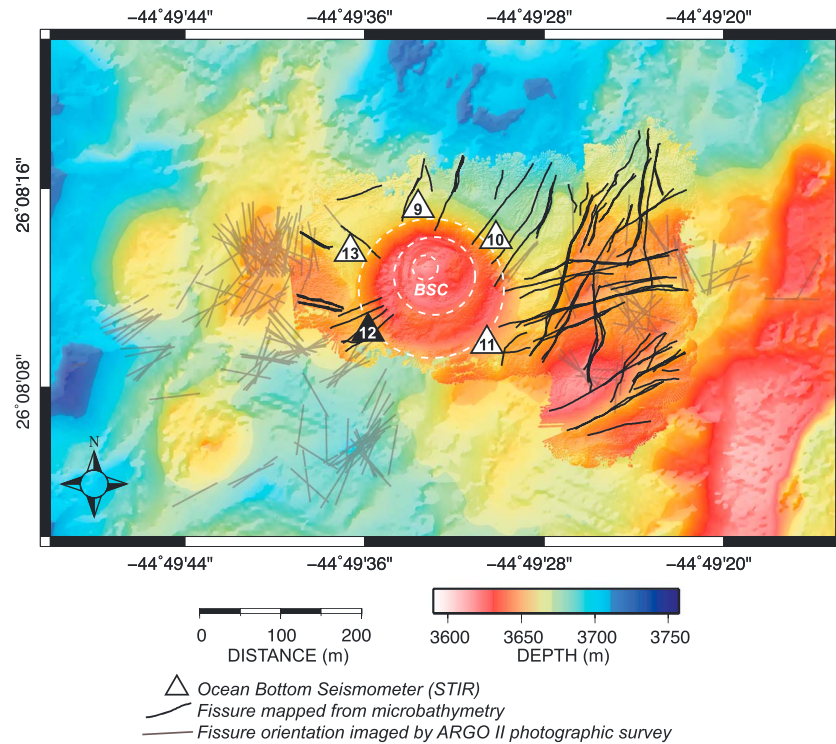 −44˚49'44" −44˚49'36" −44˚49'28" −44˚49'20"
26˚08'16"
26˚08'08"
9
10
13
BSC
12
11
N
−44˚49'44" −44˚49'36" −44˚49'28" −44˚49'20"
0 100 200
DISTANCE (m)
3600 3650 3700 3750
DEPTH (m)
Ocean Bottom Seismometer (STIR)
Fissure mapped from microbathymetry
Fissure orientation imaged by ARGO II photographic survey